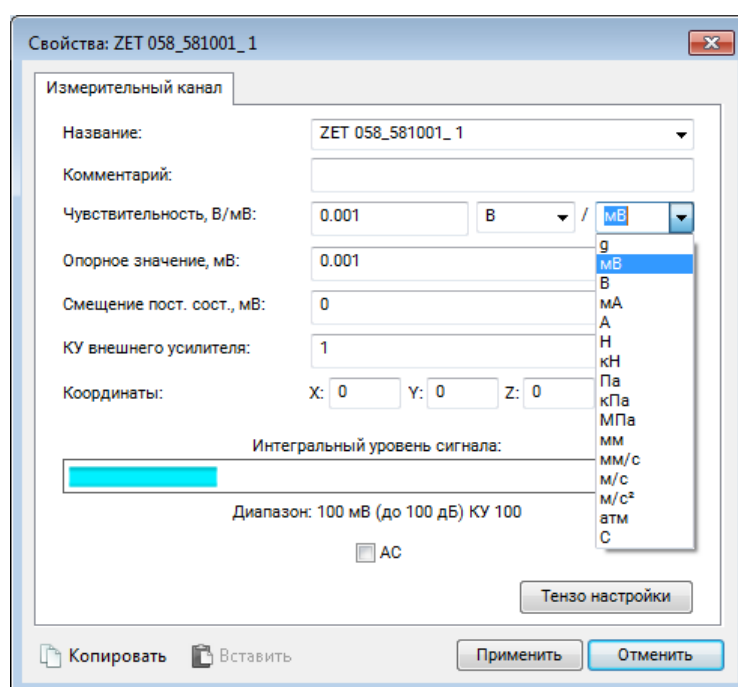 Свойства: ZET 058_581001_ 1
Измерительный канал
Название: ZET 058_581001_ 1
Комментарий:
Чувствительность, В/мВ: 0.001 В / мВ
Опорное значение, мВ: 0.001
Смещение пост. сост., мВ: 0
КУ внешнего усилителя: 1
Координаты: X: 0 Y: 0 Z: 0
g
мВ
В
мА
А
Н
кН
Па
кПа
МПа
мм
мм/с
м/с
м/с²
атм
С
Интегральный уровень сигнала:
Диапазон: 100 мВ (до 100 дБ) КУ 100
AC
Тензо настройки
Копировать Вставить Применить Отменить